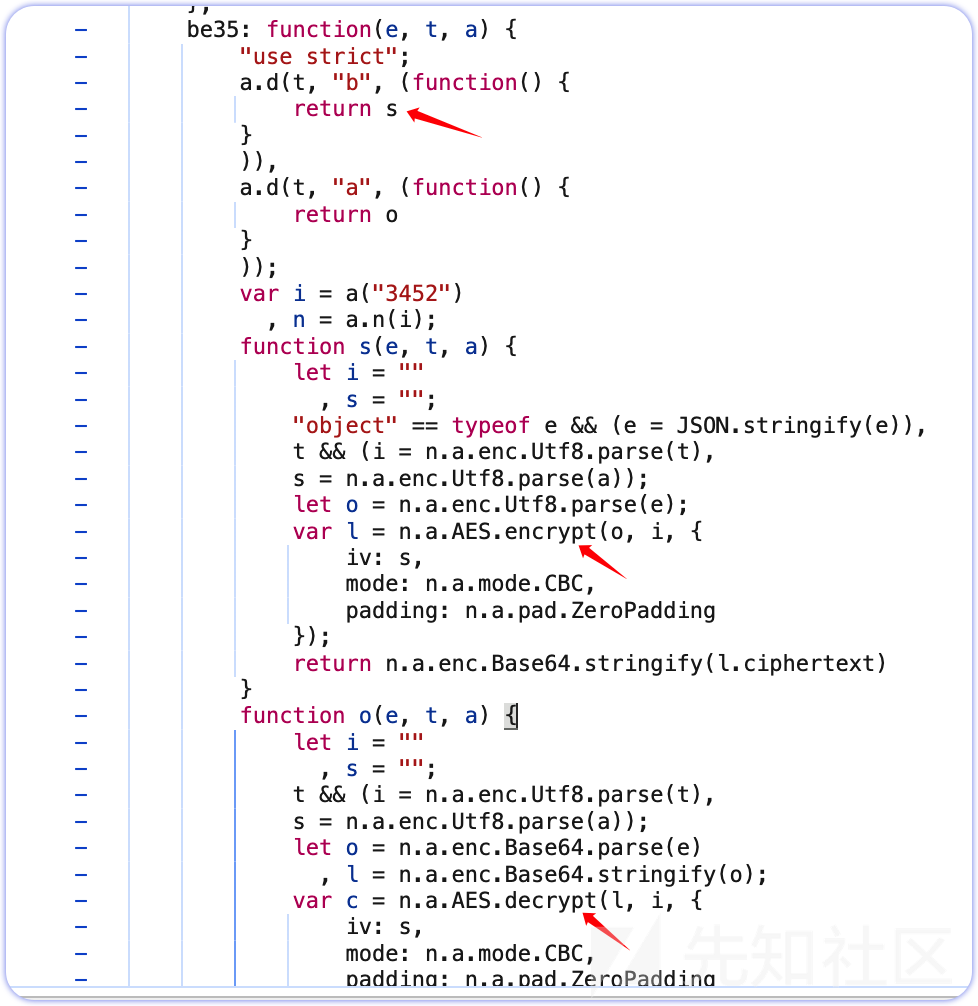 },
be35: function(e, t, a) {
"use strict";
a.d(t, "b", (function() {
return s
}
)),
a.d(t, "a", (function() {
return o
}
));
var i = a("3452")
, n = a.n(i);
function s(e, t, a) {
let i = ""
, s = "";
"object" == typeof e && (e = JSON.stringify(e)),
t && (i = n.a.enc.Utf8.parse(t),
s = n.a.enc.Utf8.parse(a));
let o = n.a.enc.Utf8.parse(e);
var l = n.a.AES.encrypt(o, i, {
iv: s,
mode: n.a.mode.CBC,
padding: n.a.pad.ZeroPadding
});
return n.a.enc.Base64.stringify(l.ciphertext)
}
function o(e, t, a) {
let i = ""
, s = "";
t && (i = n.a.enc.Utf8.parse(t),
s = n.a.enc.Utf8.parse(a));
let o = n.a.enc.Base64.parse(e)
, l = n.a.enc.Base64.stringify(o);
var c = n.a.AES.decrypt(l, i, {
iv: s,
mode: n.a.mode.CBC,
padding: n.a.pad.ZeroPadding
先知社区